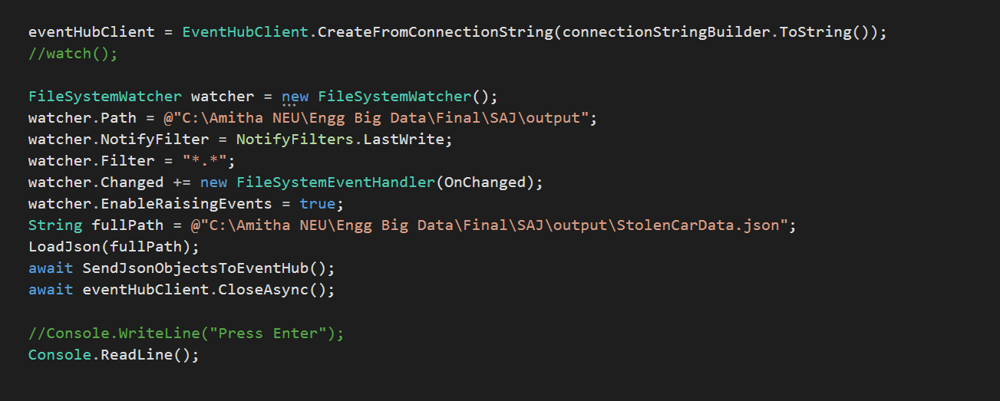 eventHubClient = EventHubClient.CreateFromConnectionString(connectionStringBuilder.ToString());
//watch();
FileSystemWatcher watcher = new FileSystemWatcher();
watcher.Path = @"C:\Amitha NEU\Engg Big Data\Final\SAJ\output";
watcher.NotifyFilter = NotifyFilters.LastWrite;
watcher.Filter = "*.*";
watcher.Changed += new FileSystemEventHandler(OnChanged);
watcher.EnableRaisingEvents = true;
String fullPath = @"C:\Amitha NEU\Engg Big Data\Final\SAJ\output\StolenCarData.json";
LoadJson(fullPath);
await SendJsonObjectsToEventHub();
await eventHubClient.CloseAsync();
//Console.WriteLine("Press Enter");
Console.ReadLine();